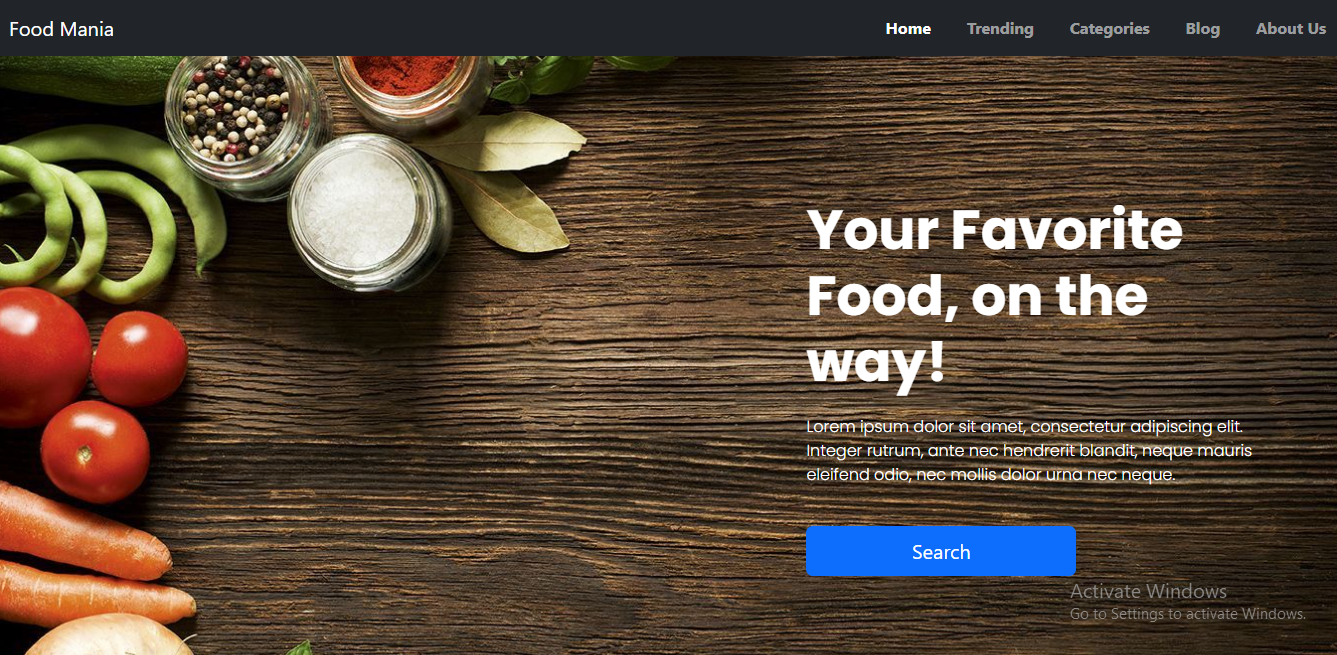 Food Mania
Home Trending Categories Blog About Us
Your Favorite
Food, on the
way!
Lorem ipsum dolor sit amet, consectetur adipiscing elit.
Integer rutrum, ante nec hendrerit blandit, neque mauris
eleifend odio, nec mollis dolor urna nec neque.
Search
Activate Windows
Go to Settings to activate Windows.